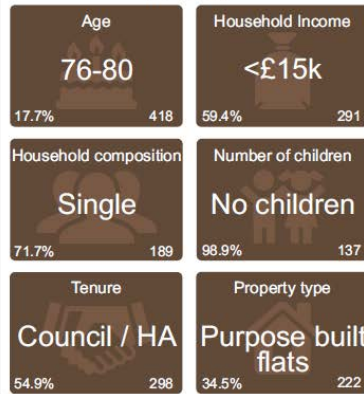 Age
76-80
17.7% 418
Household Income
<£15k
59.4% 291
Household composition
Single
71.7% 189
Number of children
No children
98.9% 137
Tenure
Council / HA
54.9% 298
Property type
Purpose built
flats
34.5% 222